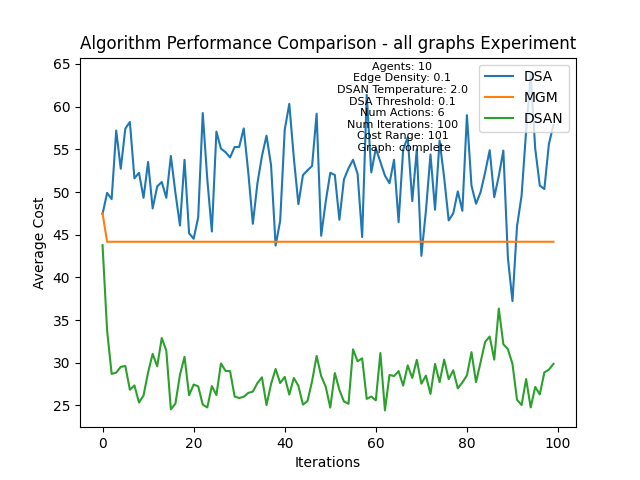 Algorithm Performance Comparison - all graphs Experiment
Agents: 10
Edge Density: 0.1
DSAN Temperature: 2.0
DSA Threshold: 0.1
Num Actions: 6
Num Iterations: 100
Cost Range: 101
Graph: complete
DSA
MGM
DSAN
65
60
55
50
45
40
35
30
25
Average Cost
0 20 40 60 80 100
Iterations